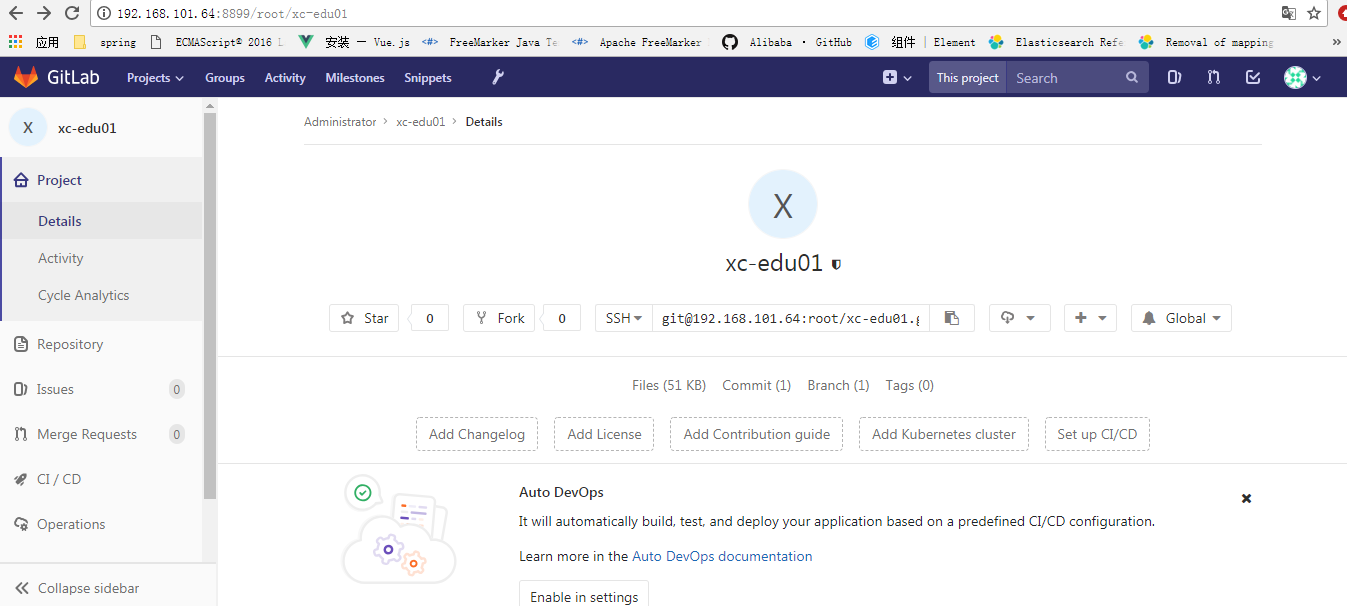 192.168.101.64:8899/root/xc-edu01
应用 spring ECMAScript® 2016 安装 — Vue.js FreeMarker Java Te Apache FreeMarker Alibaba · GitHub 组件 | Element Elasticsearch Refe Removal of mapping »
GitLab Projects Groups Activity Milestones Snippets This project Search
X xc-edu01
Administrator > xc-edu01 > Details
Project
Details
Activity
Cycle Analytics
Repository
Issues 0
Merge Requests 0
CI / CD
Operations
Collapse sidebar
X
xc-edu01
Star 0 Fork 0 SSH git@192.168.101.64:root/xc-edu01.g Global
Files (51 KB) Commit (1) Branch (1) Tags (0)
Add Changelog Add License Add Contribution guide Add Kubernetes cluster Set up CI/CD
Auto DevOps
It will automatically build, test, and deploy your application based on a predefined CI/CD configuration.
Learn more in the Auto DevOps documentation
Enable in settings